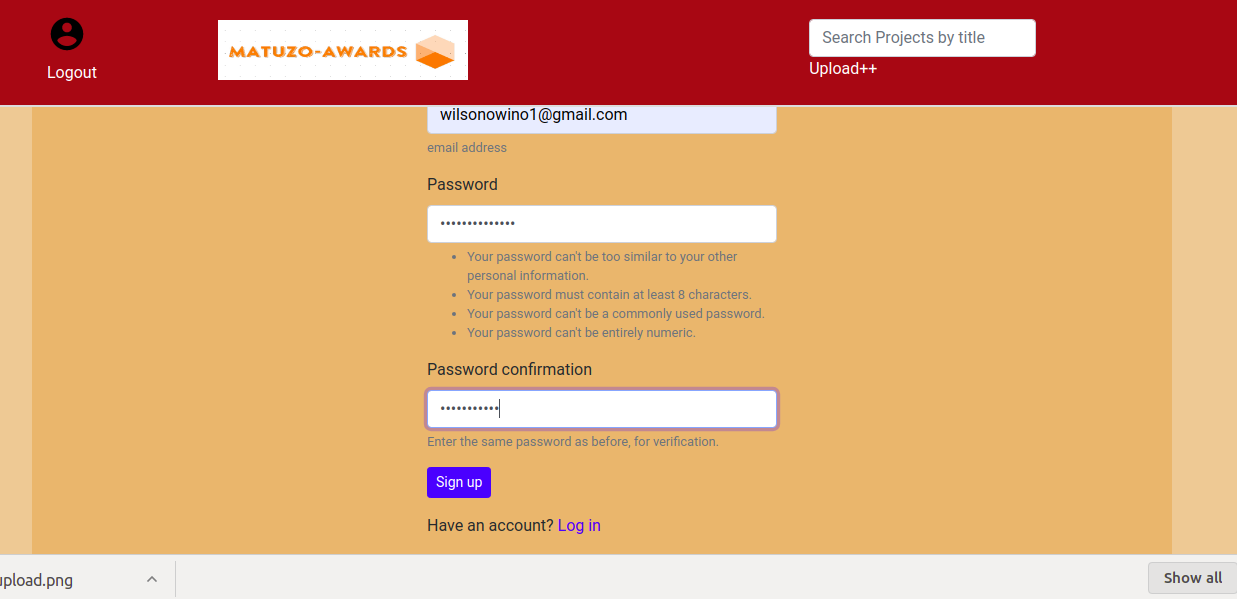 Logout
MATUZO-AWARDS
Search Projects by title
Upload++
wilsonowino1@gmail.com
email address
Password
••••••••••••••
• Your password can't be too similar to your other
personal information.
• Your password must contain at least 8 characters.
• Your password can't be a commonly used password.
• Your password can't be entirely numeric.
Password confirmation
•••••••••••
Enter the same password as before, for verification.
Sign up
Have an account? Log in
upload.png
Show all